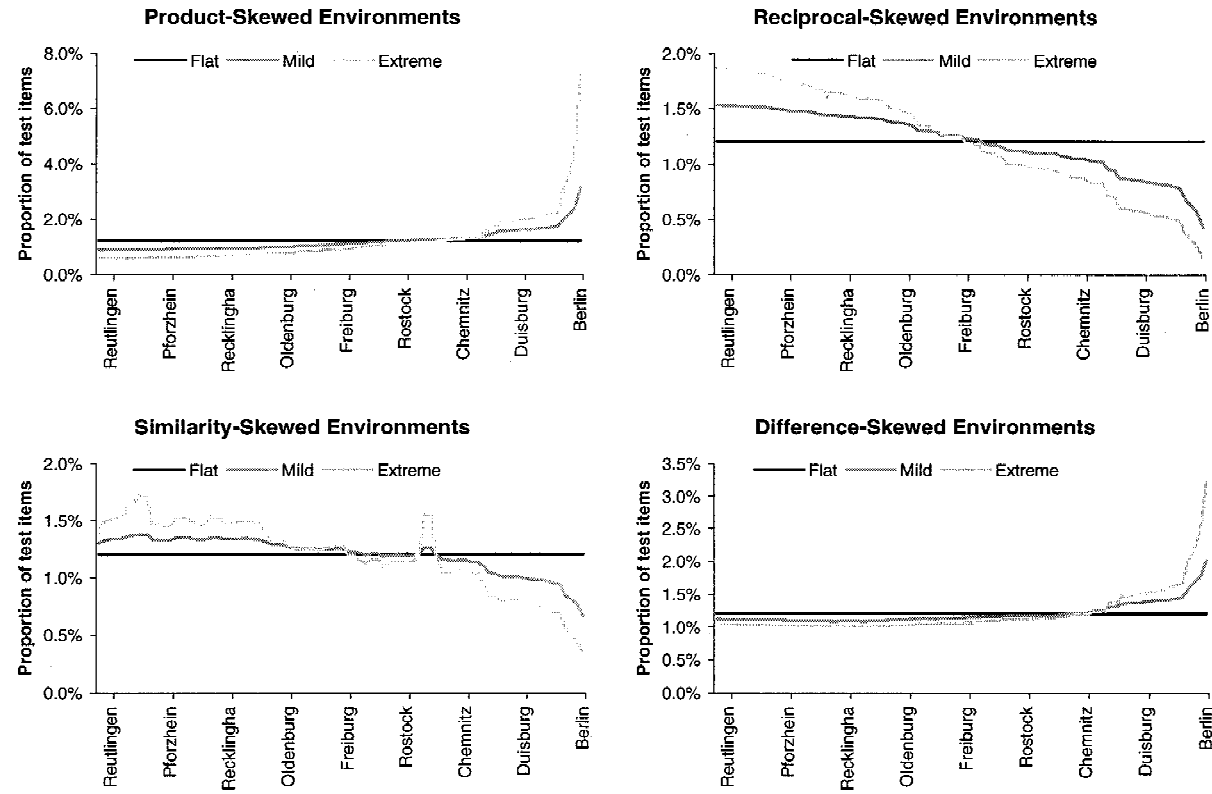 Product-Skewed Environments
Proportion of test items
8.0%
6.0%
4.0%
2.0%
0.0%
Flat Mild Extreme
Reutlingen
Pforzhein
Recklingha
Oldenburg
Freiburg
Rostock
Chemnitz
Duisburg
Berlin
Reciprocal-Skewed Environments
Proportion of test items
2.0%
1.5%
1.0%
0.5%
0.0%
Flat Mild Extreme
Reutlingen
Pforzhein
Recklingha
Oldenburg
Freiburg
Rostock
Chemnitz
Duisburg
Berlin
Similarity-Skewed Environments
Proportion of test items
2.0%
1.5%
1.0%
0.5%
0.0%
Flat Mild Extreme
Reutlingen
Pforzhein
Recklingha
Oldenburg
Freiburg
Rostock
Chemnitz
Duisburg
Berlin
Difference-Skewed Environments
Proportion of test items
3.5%
3.0%
2.5%
2.0%
1.5%
1.0%
0.5%
0.0%
Flat Mild Extreme
Reutlingen
Pforzhein
Recklingha
Oldenburg
Freiburg
Rostock
Chemnitz
Duisburg
Berlin